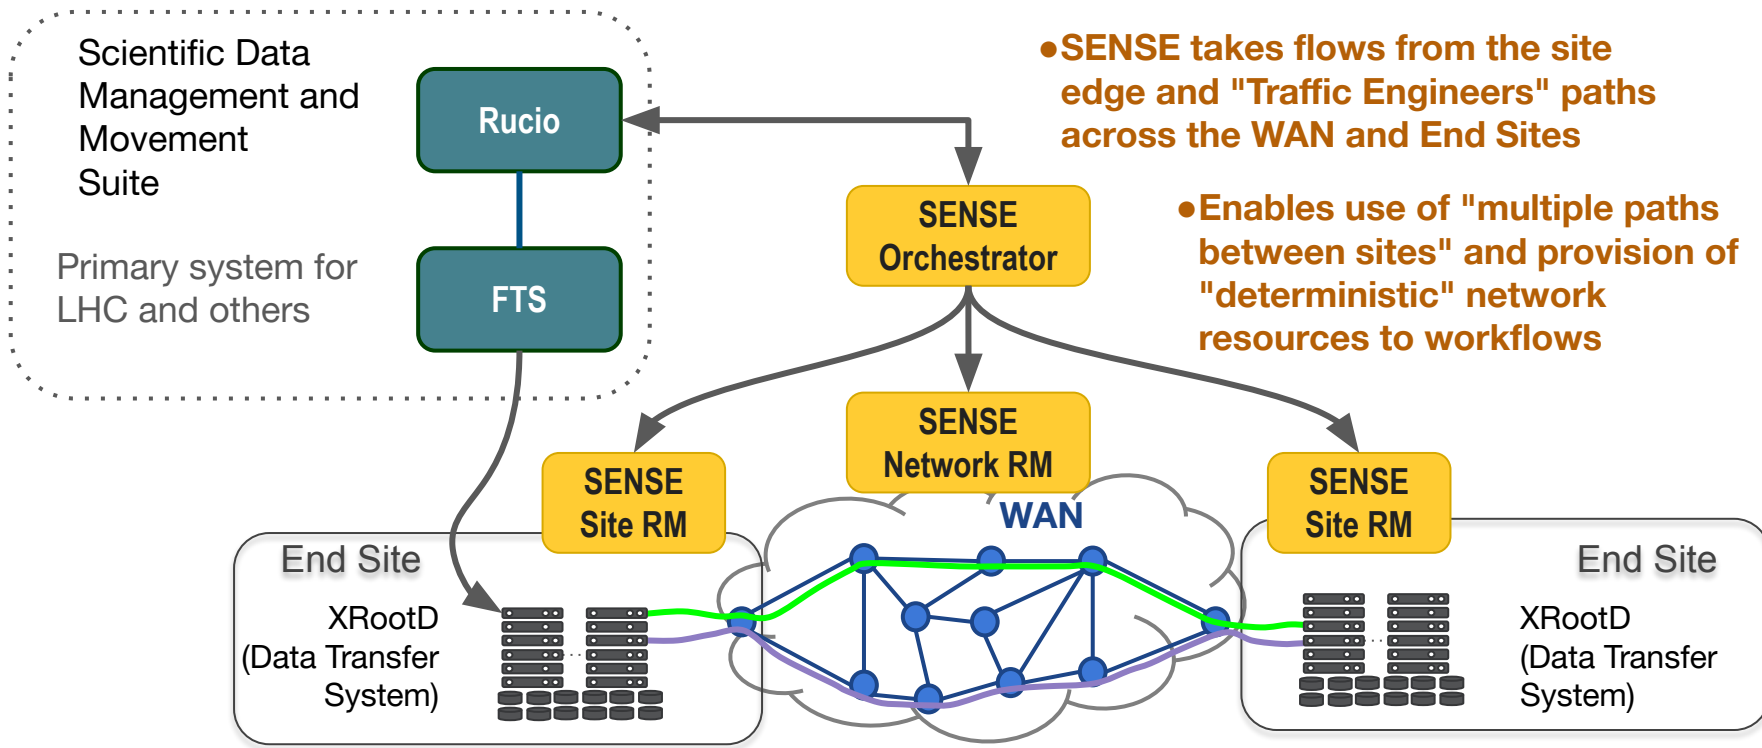 Scientific Data
Management and
Movement
Suite
Primary system for
LHC and others
Rucio
FTS
SENSE
Orchestrator
●SENSE takes flows from the site
edge and "Traffic Engineers" paths
across the WAN and End Sites
●Enables use of "multiple paths
between sites" and provision of
"deterministic" network
resources to workflows
SENSE
Network RM
SENSE
Site RM
SENSE
Site RM
WAN
End Site
XRootD
(Data Transfer
System)
End Site
XRootD
(Data Transfer
System)